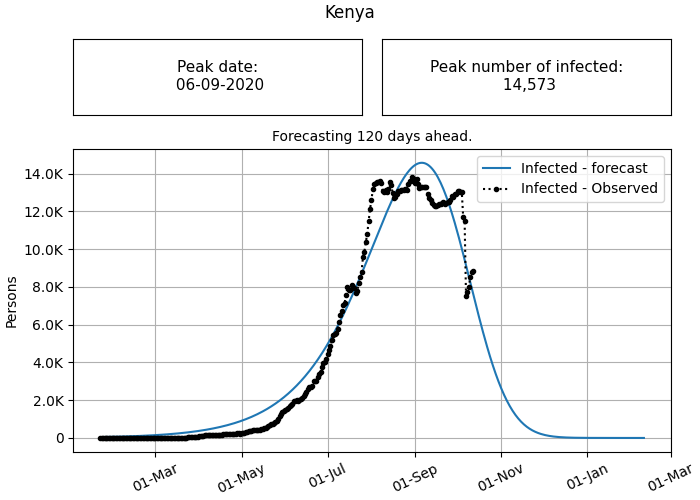 Kenya
Peak date:
06-09-2020
Peak number of infected:
14,573
Forecasting 120 days ahead.
Infected - forecast
Infected - Observed
14.0K
12.0K
10.0K
8.0K
6.0K
4.0K
2.0K
0
Persons
01-Mar
01-May
01-Jul
01-Sep
01-Nov
01-Jan
01-Mar